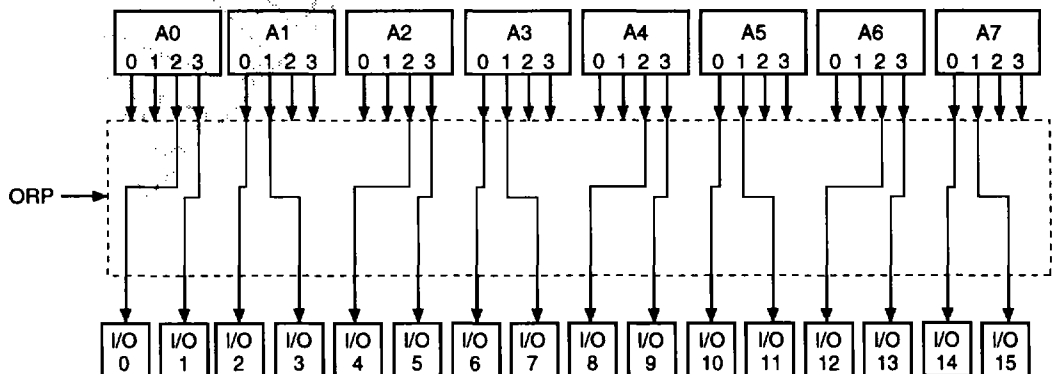 A0 A1 A2 A3 A4 A5 A6 A7
0 1 2 3 0 1 2 3 0 1 2 3 0 1 2 3 0 1 2 3 0 1 2 3 0 1 2 3 0 1 2 3
ORP
I/O I/O I/O I/O I/O I/O I/O I/O I/O I/O I/O I/O I/O I/O I/O I/O
0 1 2 3 4 5 6 7 8 9 10 11 12 13 14 15